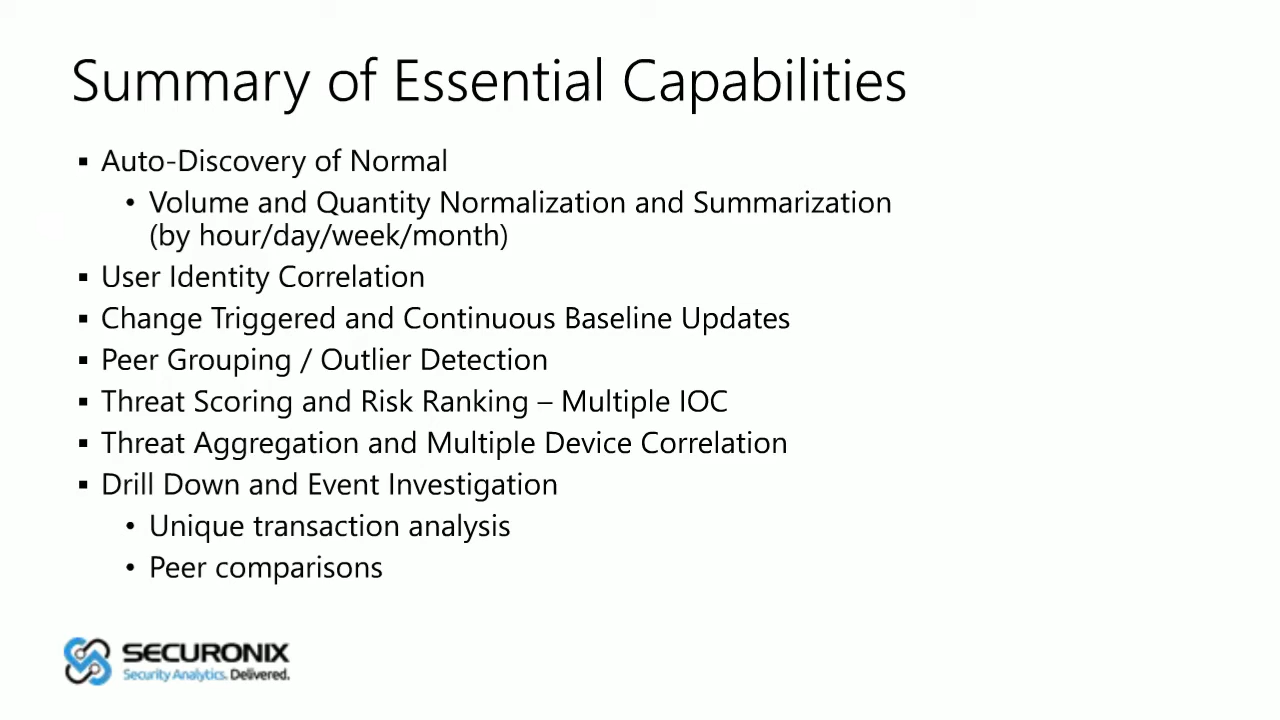 Summary of Essential Capabilities
▪ Auto-Discovery of Normal
• Volume and Quantity Normalization and Summarization
(by hour/day/week/month)
▪ User Identity Correlation
▪ Change Triggered and Continuous Baseline Updates
▪ Peer Grouping / Outlier Detection
▪ Threat Scoring and Risk Ranking – Multiple IOC
▪ Threat Aggregation and Multiple Device Correlation
▪ Drill Down and Event Investigation
• Unique transaction analysis
• Peer comparisons
SECURONIX
Security Analytics. Delivered.